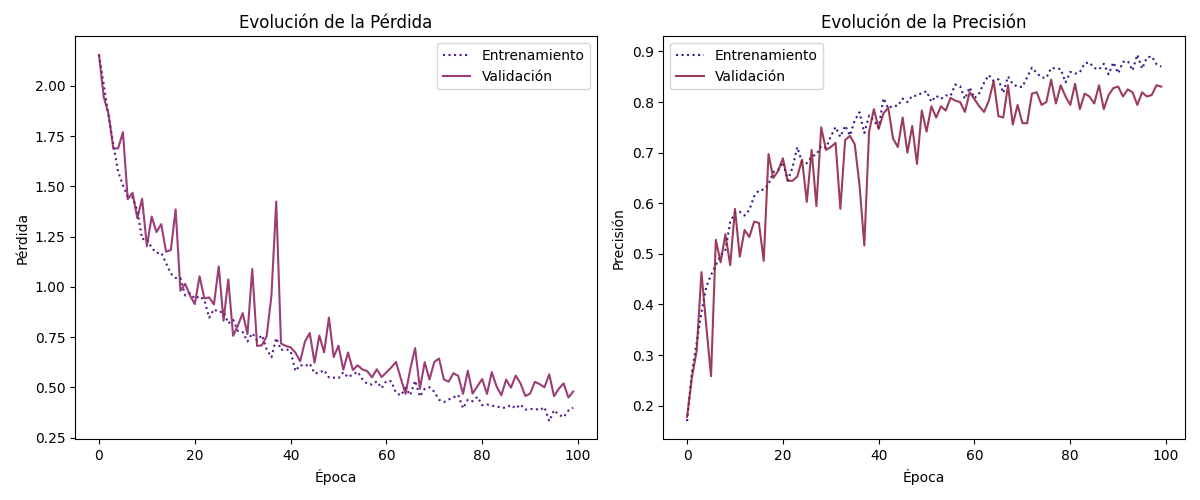 Evolución de la Pérdida
Pérdida
2.00
1.75
1.50
1.25
1.00
0.75
0.50
0.25
0
20
40
60
80
100
Época
Entrenamiento
Validación
Evolución de la Precisión
Precisión
0.9
0.8
0.7
0.6
0.5
0.4
0.3
0.2
0
20
40
60
80
100
Época
Entrenamiento
Validación